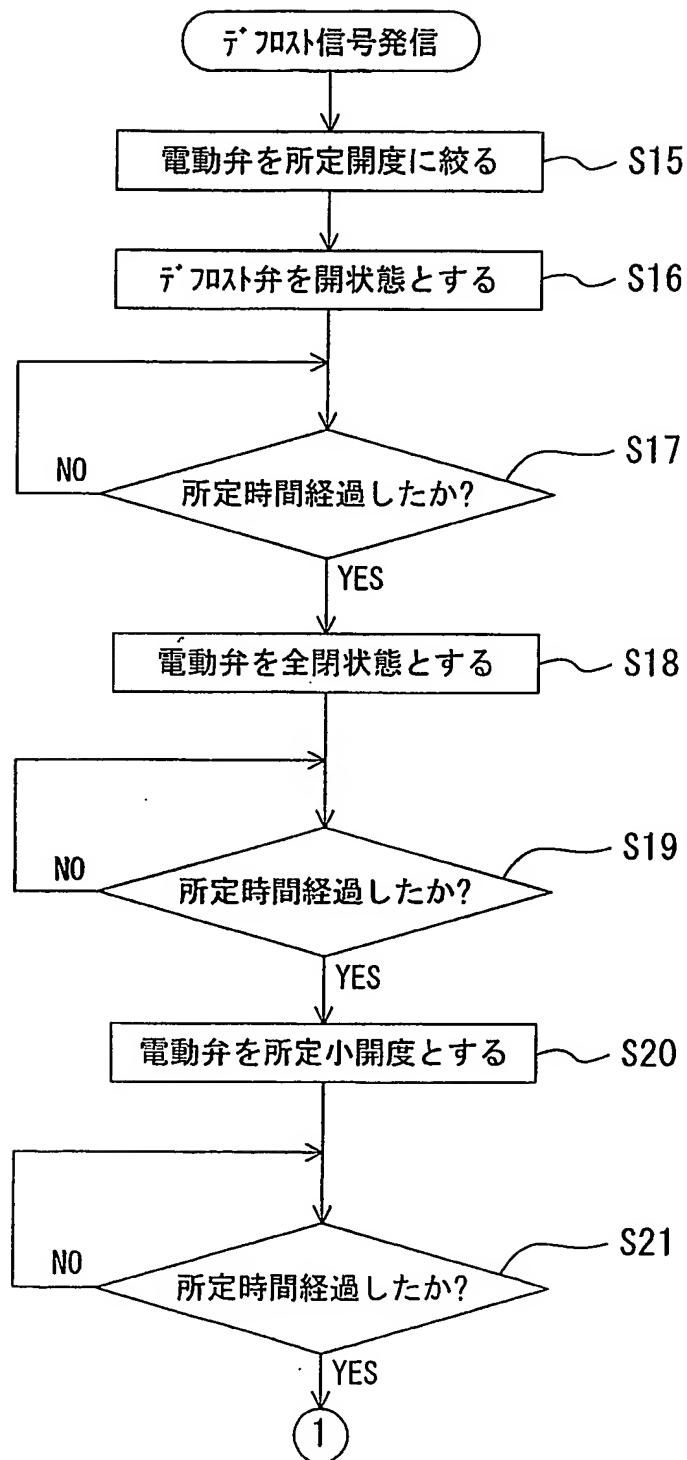 デフロスト信号発信
電動弁を所定開度に絞る S15
デフロスト弁を開状態とする S16
NO 所定時間経過したか? S17
YES
電動弁を全閉状態とする S18
NO 所定時間経過したか? S19
YES
電動弁を所定小開度とする S20
NO 所定時間経過したか? S21
YES
1